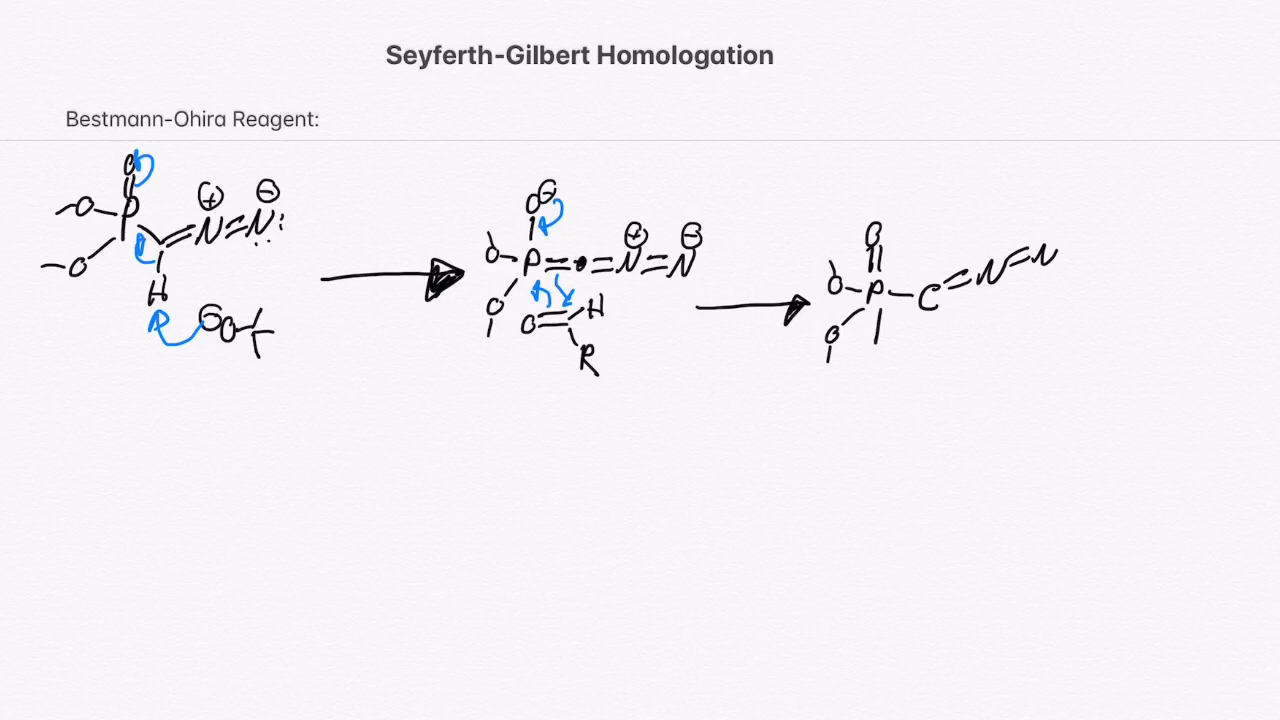 Seyferth-Gilbert Homologation
Bestmann-Ohira Reagent:
O
O P N⊕ N⊖
O
H
⊖O
O⊖
O P N⊕ N⊖
O O H
R
O
O P C N N
O